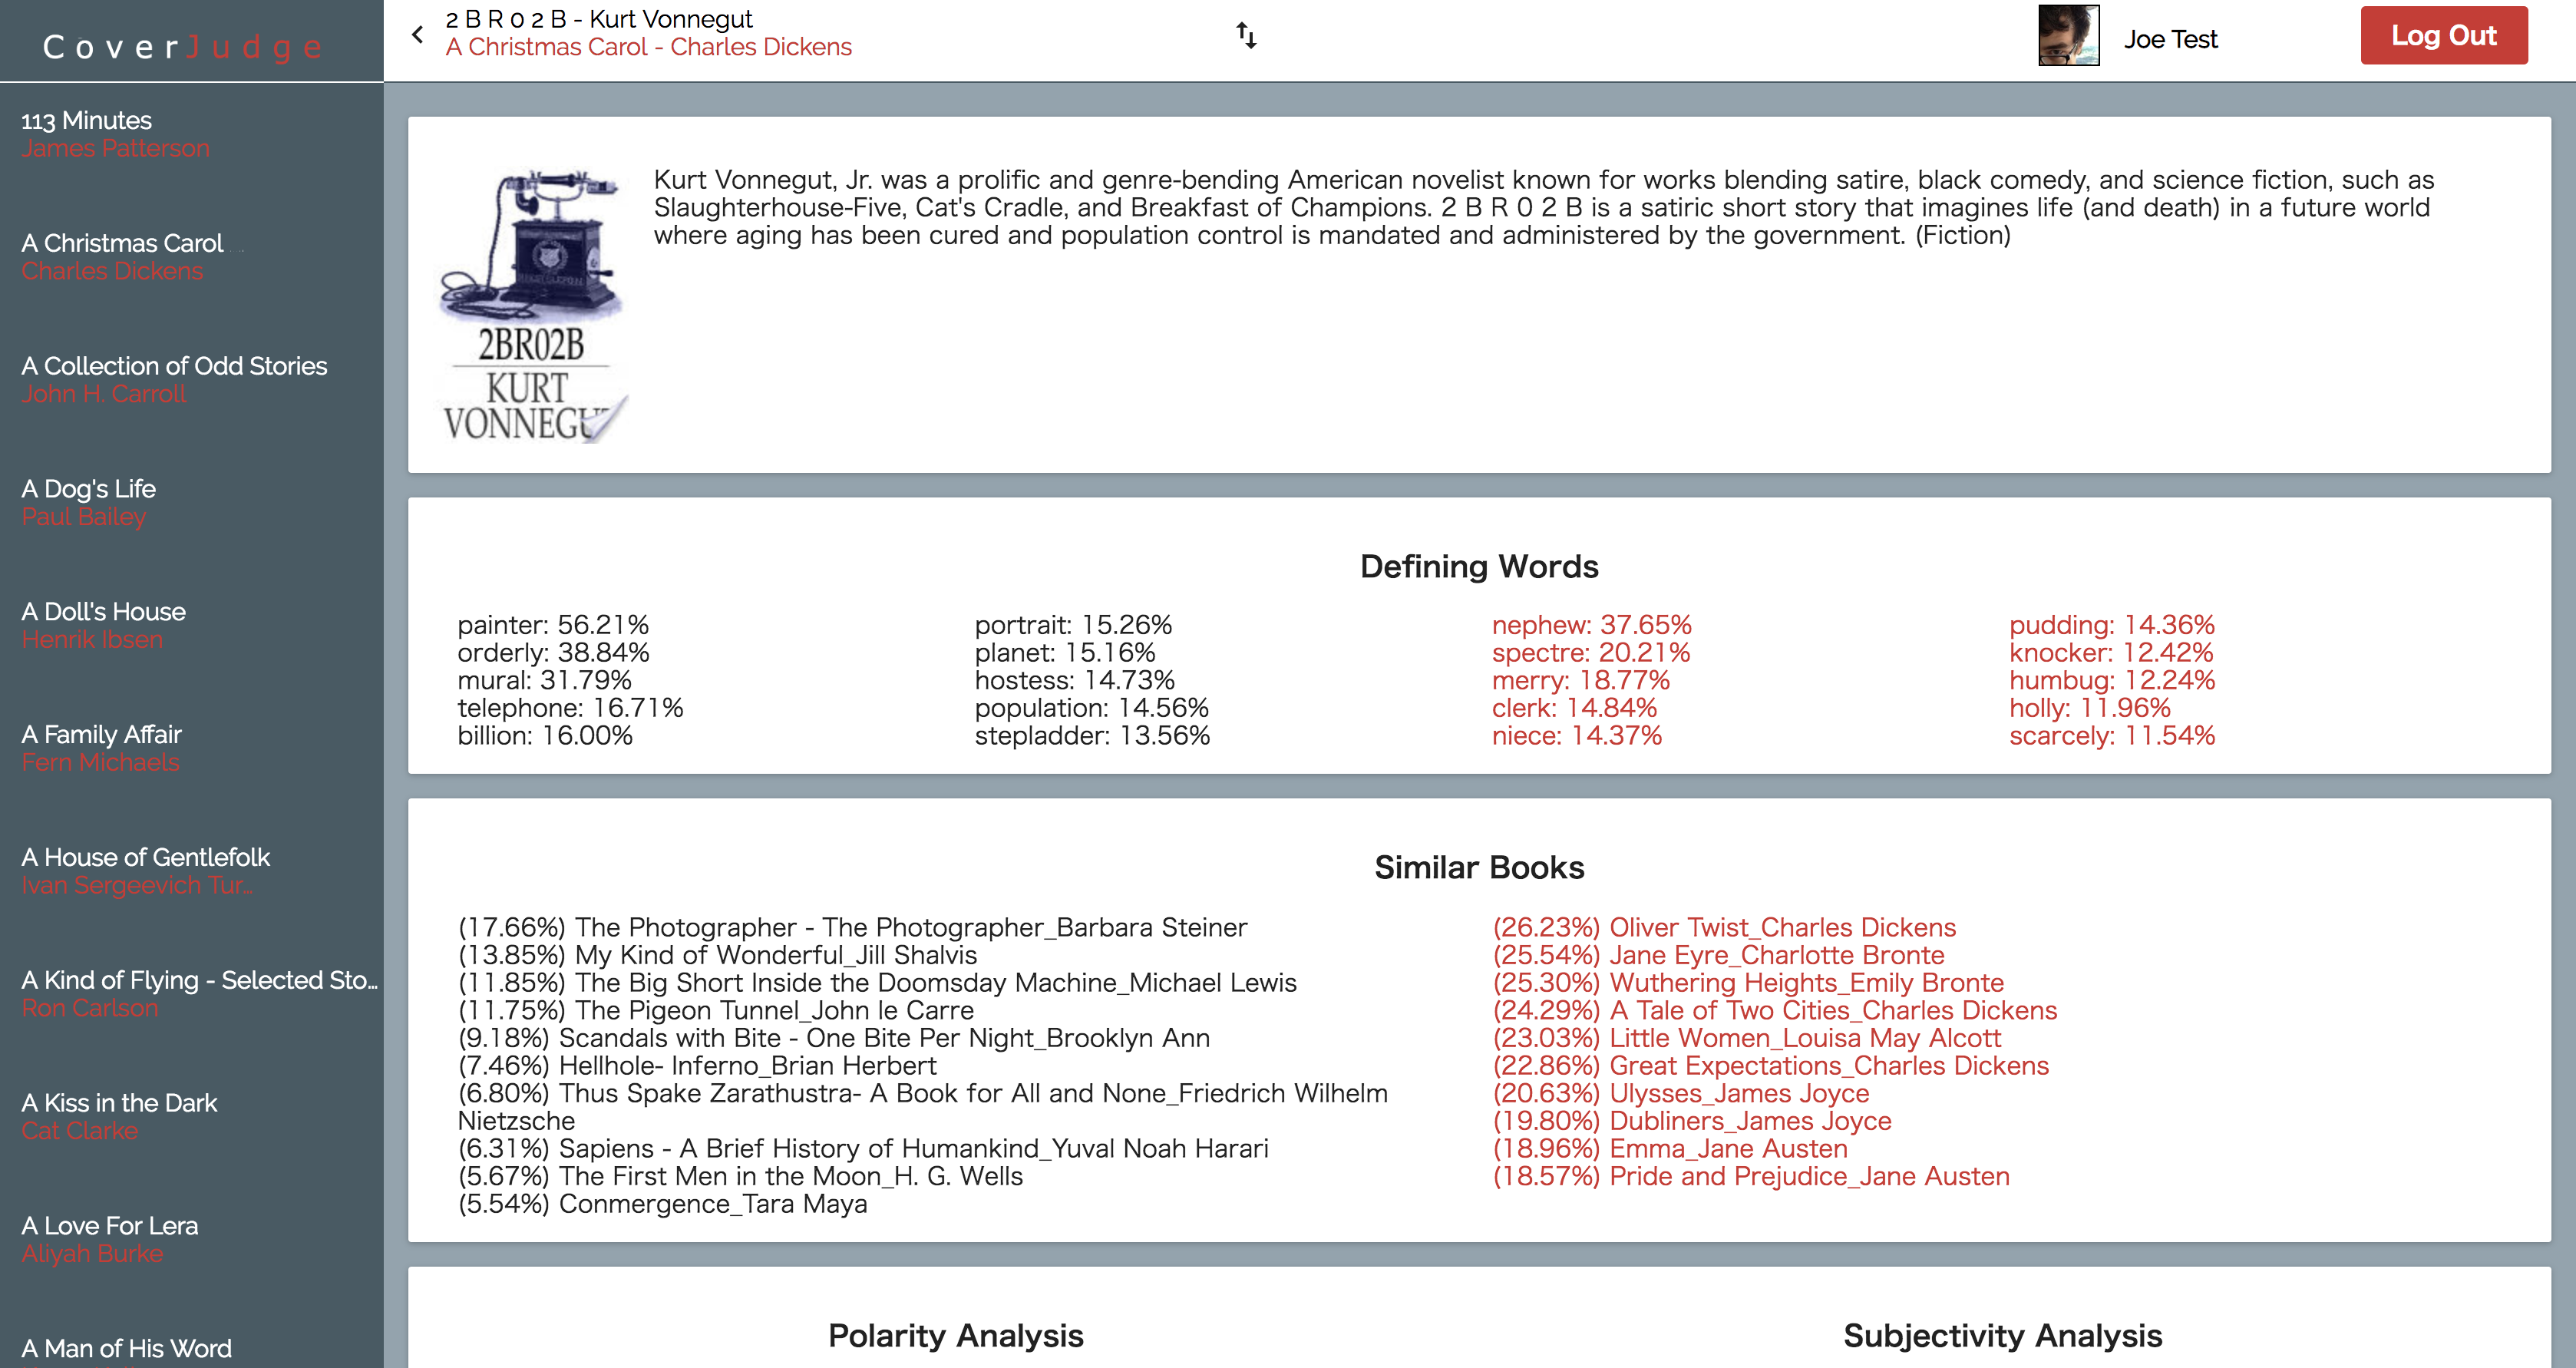 CoverJudge
2 B R 0 2 B - Kurt Vonnegut
A Christmas Carol - Charles Dickens
Joe Test
Log Out
113 Minutes
James Patterson
A Christmas Carol
Charles Dickens
A Collection of Odd Stories
John H. Carroll
A Dog's Life
Paul Bailey
A Doll's House
Henrik Ibsen
A Family Affair
Fern Michaels
A House of Gentlefolk
Ivan Sergeevich Tur...
A Kind of Flying - Selected Sto...
Ron Carlson
A Kiss in the Dark
Cat Clarke
A Love For Lera
Aliyah Burke
A Man of His Word
2BR02B
KURT
VONNEGUT
Kurt Vonnegut, Jr. was a prolific and genre-bending American novelist known for works blending satire, black comedy, and science fiction, such as
Slaughterhouse-Five, Cat's Cradle, and Breakfast of Champions. 2 B R 0 2 B is a satiric short story that imagines life (and death) in a future world
where aging has been cured and population control is mandated and administered by the government. (Fiction)
Defining Words
painter: 56.21%
orderly: 38.84%
mural: 31.79%
telephone: 16.71%
billion: 16.00%
portrait: 15.26%
planet: 15.16%
hostess: 14.73%
population: 14.56%
stepladder: 13.56%
nephew: 37.65%
spectre: 20.21%
merry: 18.77%
clerk: 14.84%
niece: 14.37%
pudding: 14.36%
knocker: 12.42%
humbug: 12.24%
holly: 11.96%
scarcely: 11.54%
Similar Books
(17.66%) The Photographer - The Photographer_Barbara Steiner
(13.85%) My Kind of Wonderful_Jill Shalvis
(11.85%) The Big Short Inside the Doomsday Machine_Michael Lewis
(11.75%) The Pigeon Tunnel_John le Carre
(9.18%) Scandals with Bite - One Bite Per Night_Brooklyn Ann
(7.46%) Hellhole- Inferno_Brian Herbert
(6.80%) Thus Spake Zarathustra- A Book for All and None_Friedrich Wilhelm
Nietzsche
(6.31%) Sapiens - A Brief History of Humankind_Yuval Noah Harari
(5.67%) The First Men in the Moon_H. G. Wells
(5.54%) Conmergence_Tara Maya
(26.23%) Oliver Twist_Charles Dickens
(25.54%) Jane Eyre_Charlotte Bronte
(25.30%) Wuthering Heights_Emily Bronte
(24.29%) A Tale of Two Cities_Charles Dickens
(23.03%) Little Women_Louisa May Alcott
(22.86%) Great Expectations_Charles Dickens
(20.63%) Ulysses_James Joyce
(19.80%) Dubliners_James Joyce
(18.96%) Emma_Jane Austen
(18.57%) Pride and Prejudice_Jane Austen
Polarity Analysis
Subjectivity Analysis